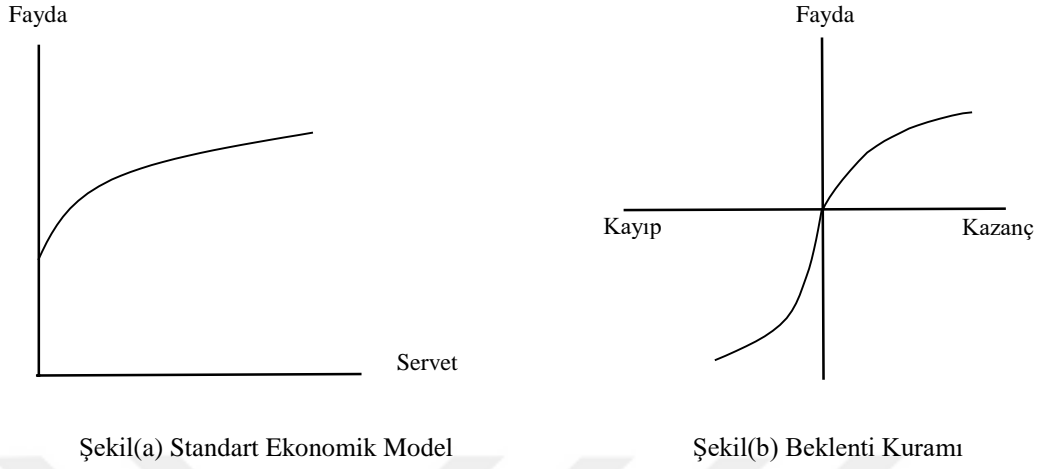 Fayda
Servet
Şekil(a) Standart Ekonomik Model
Fayda
Kayıp
Kazanç
Şekil(b) Beklenti Kuramı